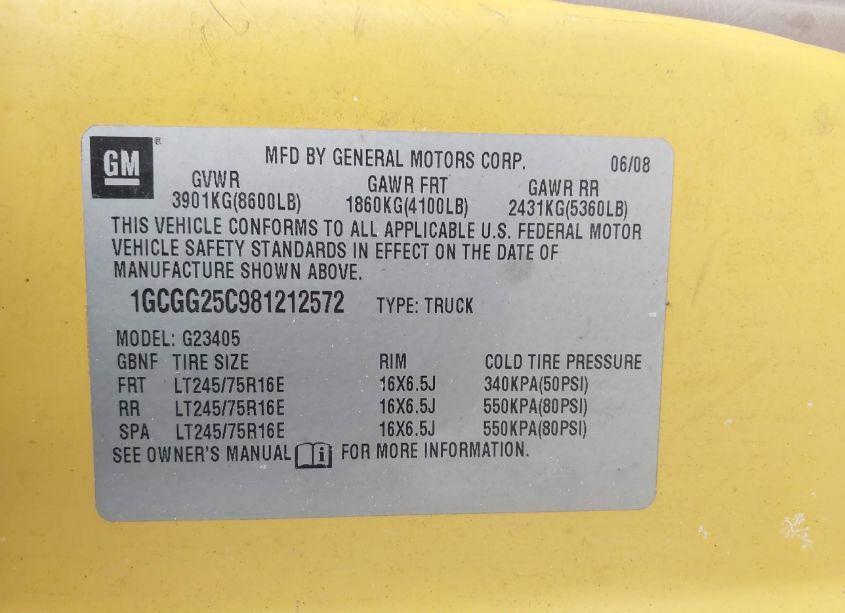 GM ® MFD BY GENERAL MOTORS CORP. 06/08
GVWR GAWR FRT GAWR RR
3901KG(8600LB) 1860KG(4100LB) 2431KG(5360LB)
THIS VEHICLE CONFORMS TO ALL APPLICABLE U.S. FEDERAL MOTOR
VEHICLE SAFETY STANDARDS IN EFFECT ON THE DATE OF
MANUFACTURE SHOWN ABOVE.
1GCGG25C981212572 TYPE: TRUCK
MODEL: G23405
GBNF TIRE SIZE RIM COLD TIRE PRESSURE
FRT LT245/75R16E 16X6.5J 340KPA(50PSI)
RR LT245/75R16E 16X6.5J 550KPA(80PSI)
SPA LT245/75R16E 16X6.5J 550KPA(80PSI)
SEE OWNER'S MANUAL i FOR MORE INFORMATION.